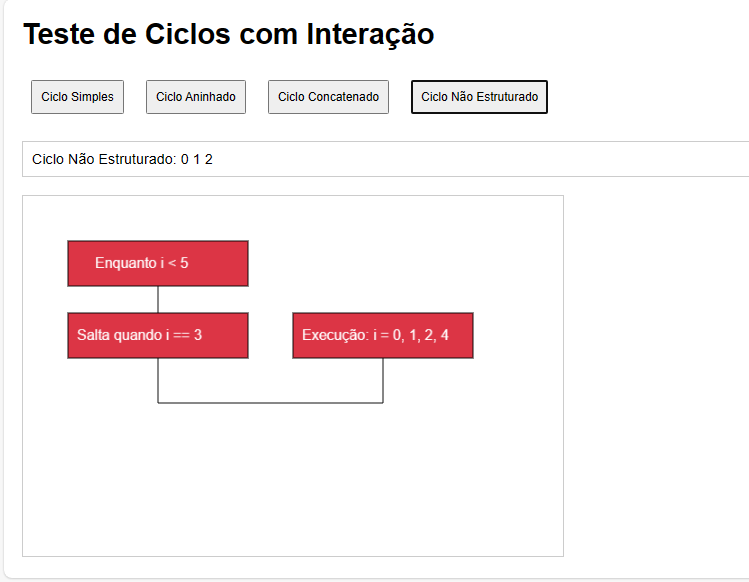 Teste de Ciclos com Interação
Ciclo Simples
Ciclo Aninhado
Ciclo Concatenado
Ciclo Não Estruturado
Ciclo Não Estruturado: 0 1 2
Enquanto i < 5
Salta quando i == 3
Execução: i = 0, 1, 2, 4